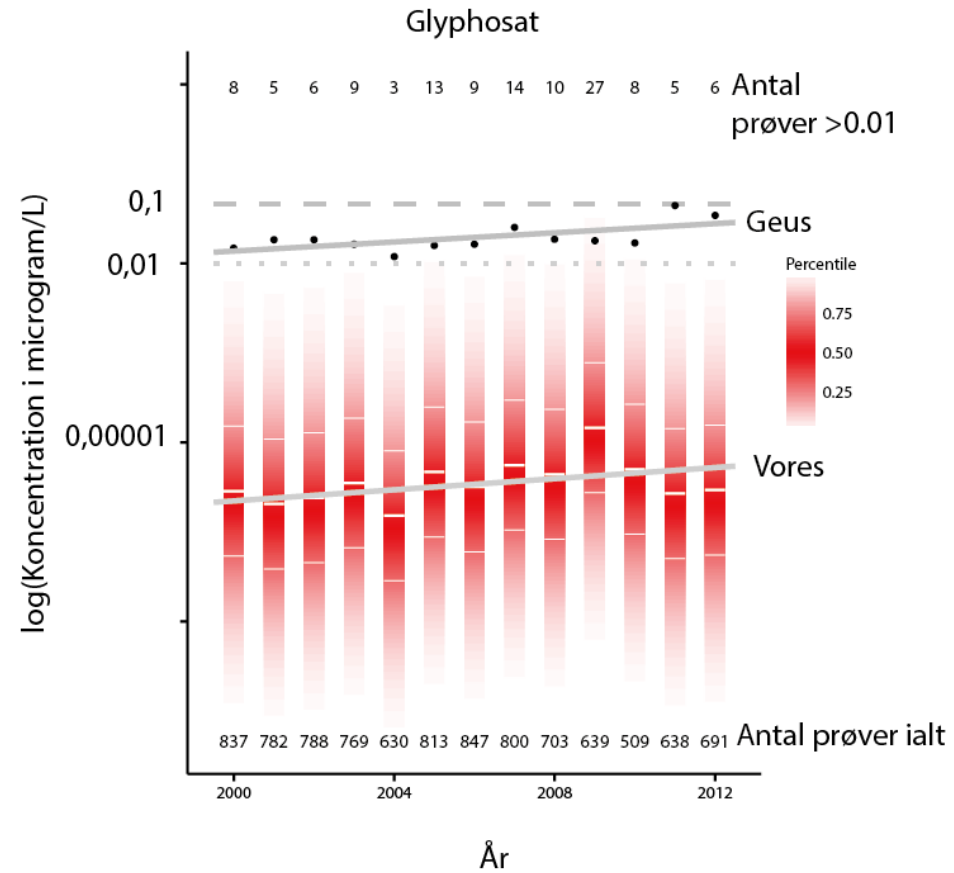 Glyphosat
8 5 6 9 3 13 9 14 10 27 8 5 6
Antal
prøver >0.01
0,1
Geus
0,01
Percentile
0.75
0.50
0.25
0,00001
Vores
log(Koncentration i microgram/L)
837 782 788 769 630 813 847 800 703 639 509 638 691
Antal prøver ialt
2000 2004 2008 2012
År